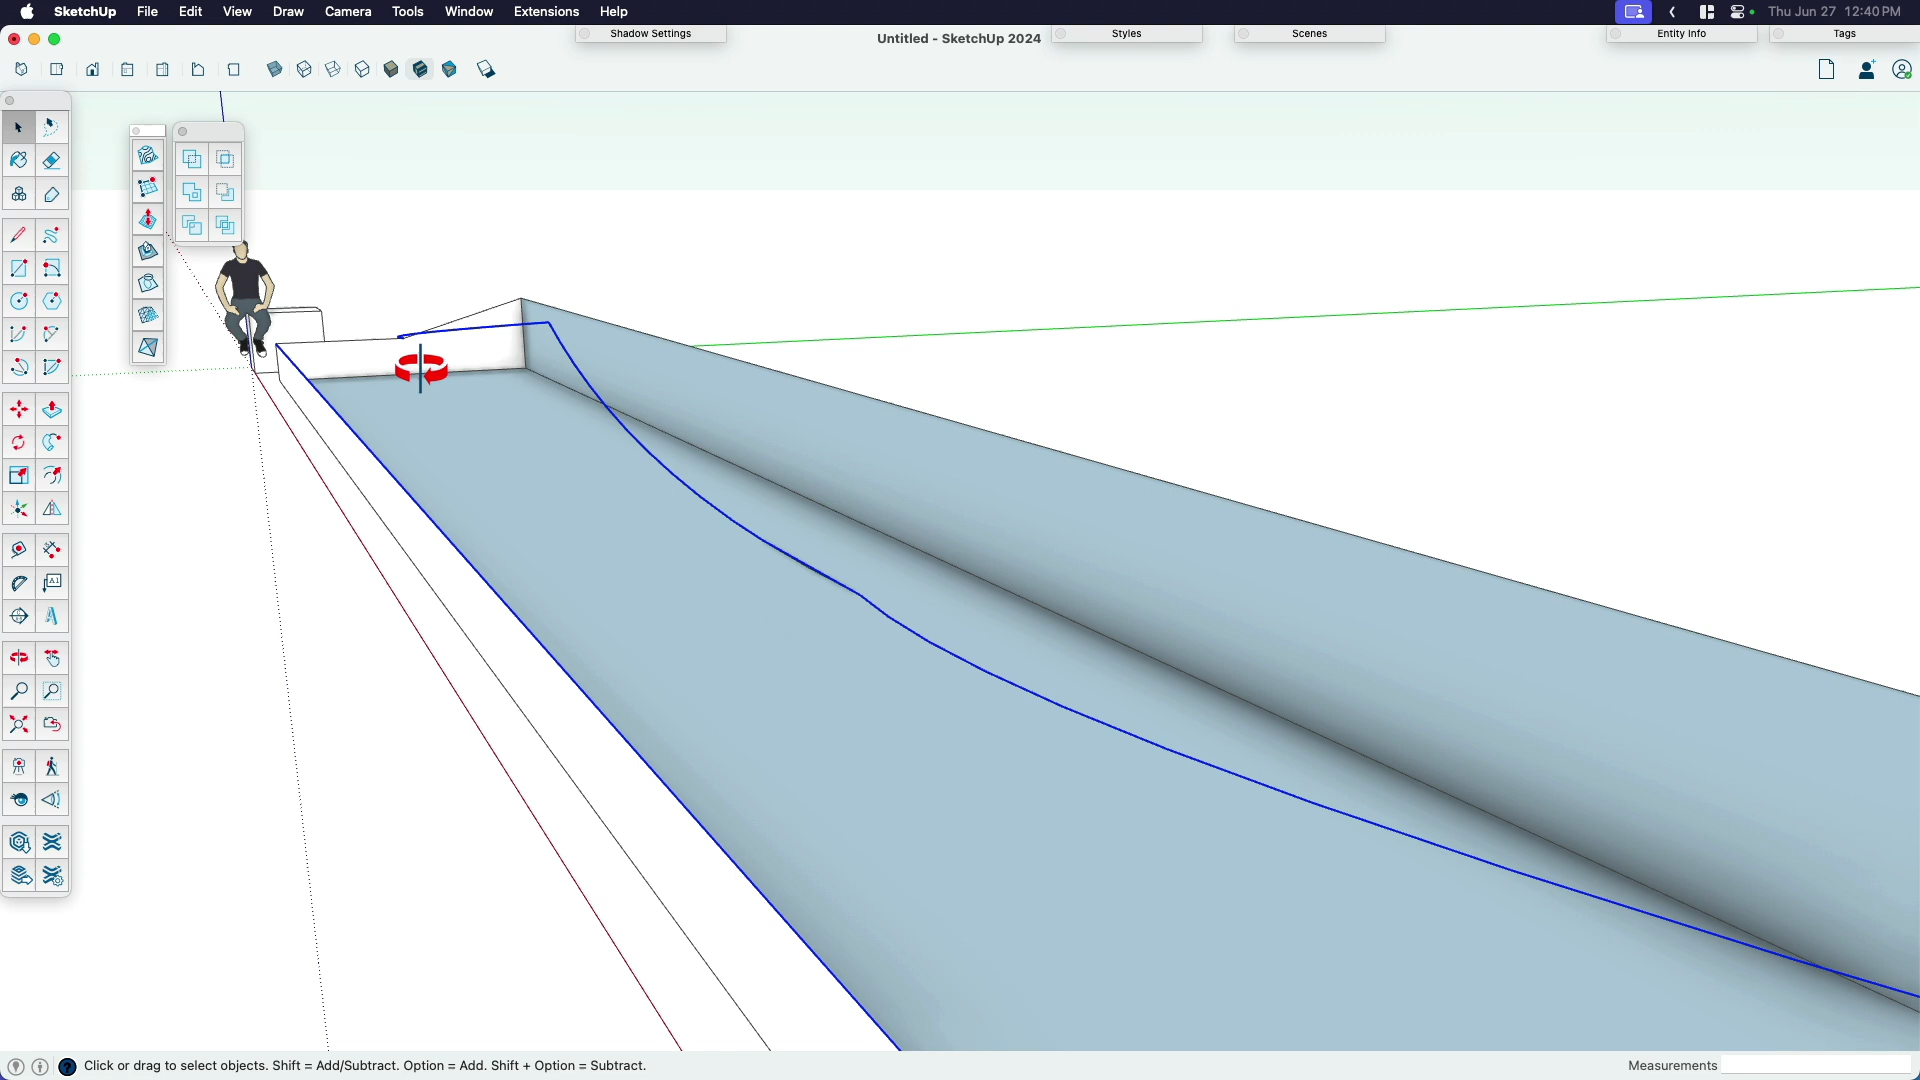 SketchUp File Edit View Draw Camera Tools Window Extensions Help Thu Jun 27 12:40 PM
Shadow Settings Untitled - SketchUp 2024 Styles Scenes Entity Info Tags
A1
Click or drag to select objects. Shift = Add/Subtract. Option = Add. Shift + Option = Subtract. Measurements